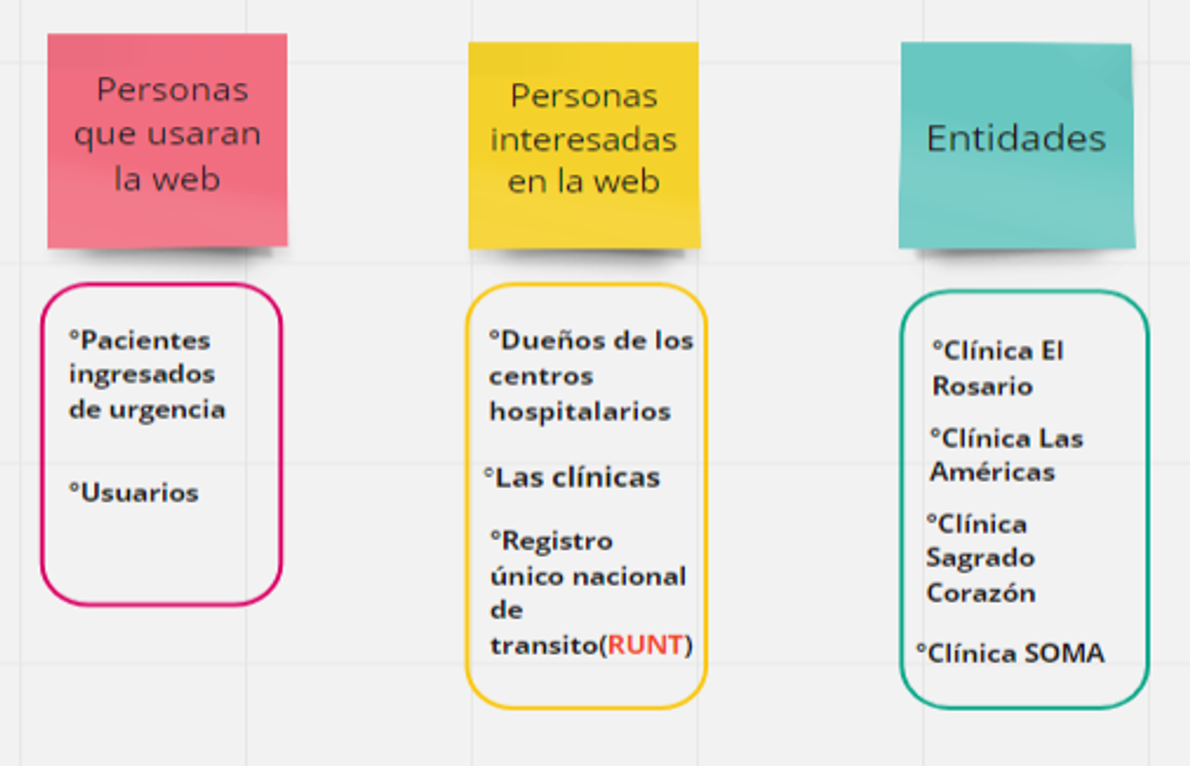 Personas
que usaran
la web
°Pacientes
ingresados
de urgencia
°Usuarios
Personas
interesadas
en la web
°Dueños de los
centros
hospitalarios
°Las clínicas
°Registro
único nacional
de
transito(RUNT)
Entidades
°Clínica El
Rosario
°Clínica Las
Américas
°Clínica
Sagrado
Corazón
°Clínica SOMA